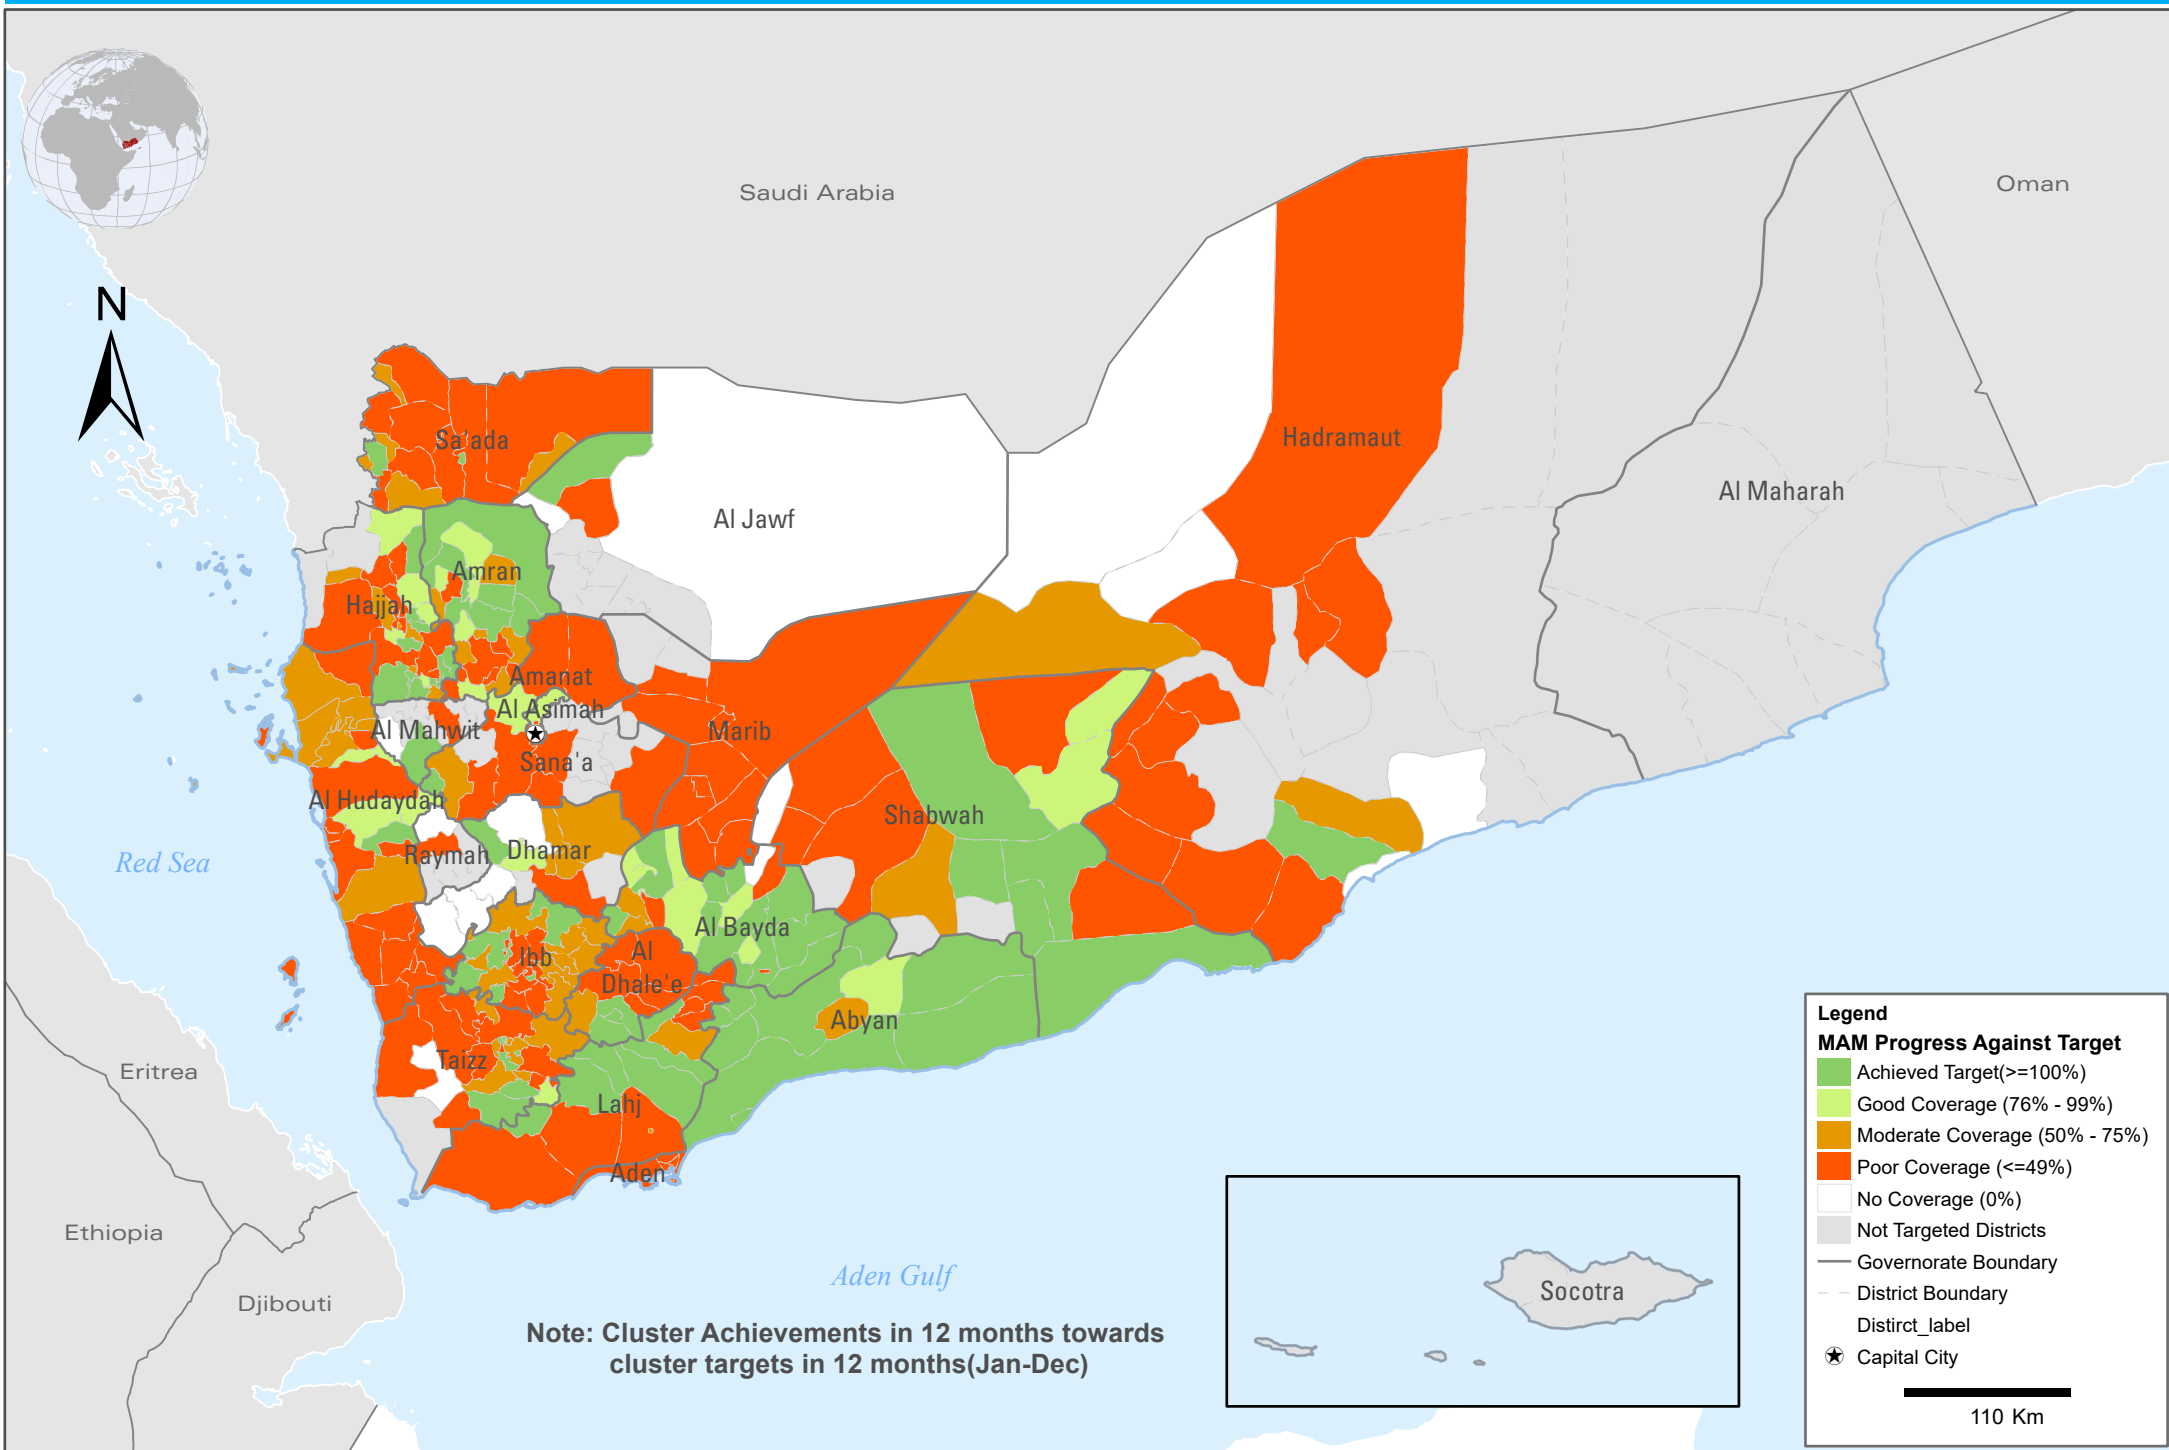 N
Saudi Arabia
Oman
Hadramaut
Sa'ada
Al Maharah
Al Jawf
Amran
Hajjah
Amanat
Al Asimah
Al Mahwit
Marib
Sana'a
Al Hudaydah
Shabwah
Raymah
Dhamar
Red Sea
Al Bayda
Ibb
Al
Dhale'e
Abyan
Taizz
Eritrea
Lahj
Aden
Ethiopia
Djibouti
Aden Gulf
Socotra
Note: Cluster Achievements in 12 months towards
cluster targets in 12 months(Jan-Dec)
Legend
MAM Progress Against Target
Achieved Target(>=100%)
Good Coverage (76% - 99%)
Moderate Coverage (50% - 75%)
Poor Coverage (<=49%)
No Coverage (0%)
Not Targeted Districts
Governorate Boundary
District Boundary
Distirct_label
Capital City
110 Km